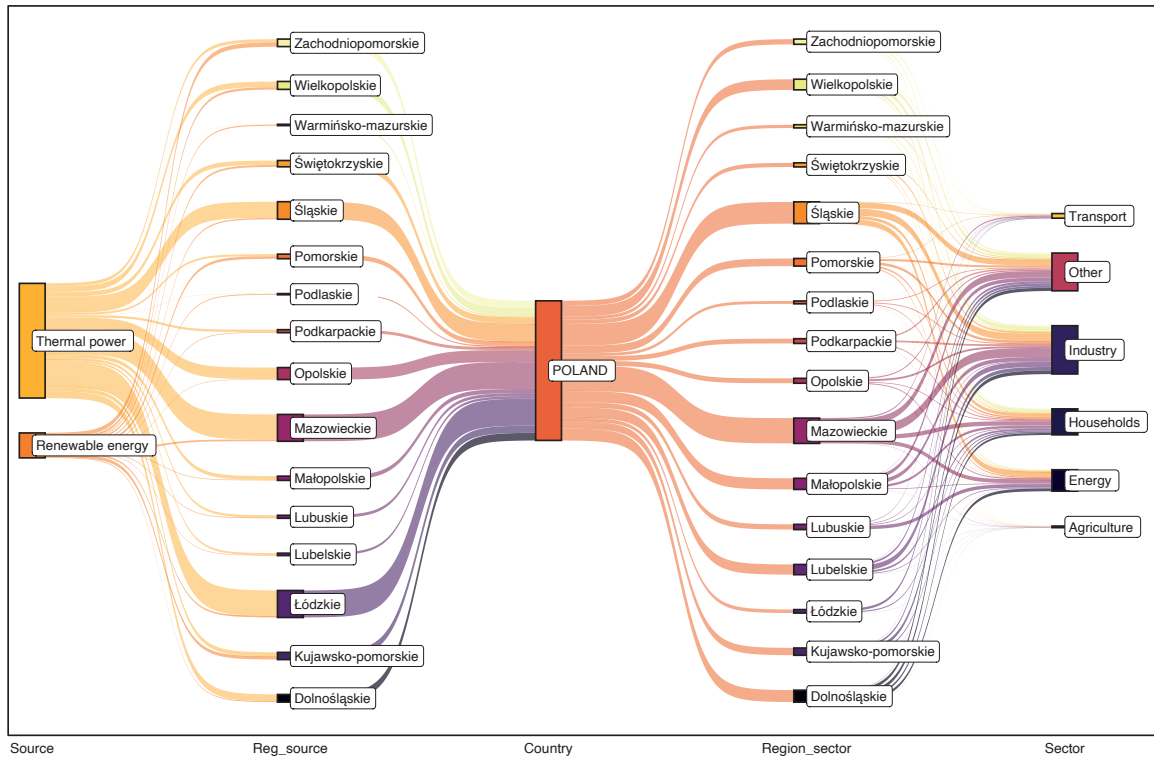 Thermal power
Renewable energy
Zachodniopomorskie
Wielkopolskie
Warmińsko-mazurskie
Świętokrzyskie
Śląskie
Pomorskie
Podlaskie
Podkarpackie
Opolskie
Mazowieckie
Małopolskie
Lubuskie
Lubelskie
Łódzkie
Kujawsko-pomorskie
Dolnośląskie
POLAND
Zachodniopomorskie
Wielkopolskie
Warmińsko-mazurskie
Świętokrzyskie
Śląskie
Pomorskie
Podlaskie
Podkarpackie
Opolskie
Mazowieckie
Małopolskie
Lubuskie
Lubelskie
Łódzkie
Kujawsko-pomorskie
Dolnośląskie
Transport
Other
Industry
Households
Energy
Agriculture
Source
Reg_source
Country
Region_sector
Sector